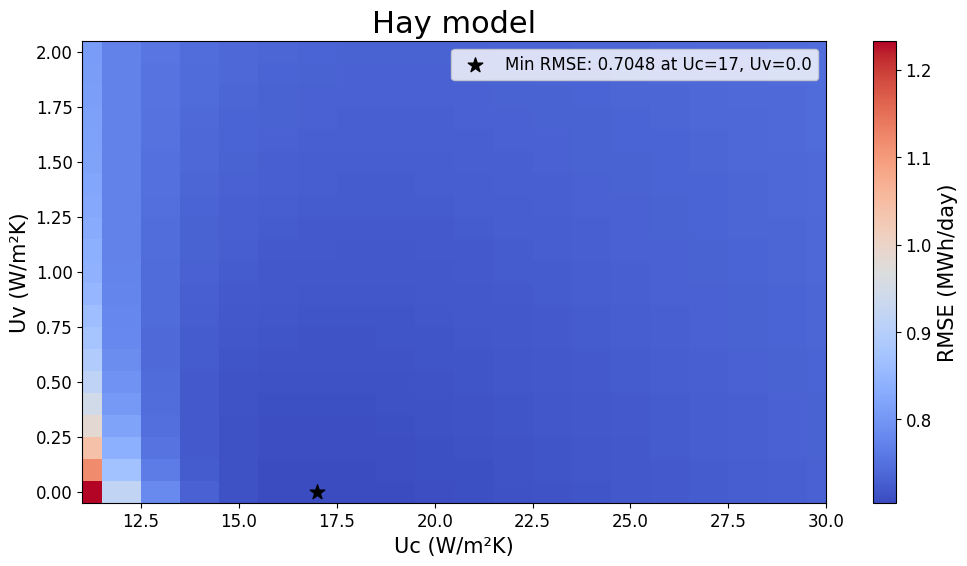 Hay model
Min RMSE: 0.7048 at Uc=17, Uv=0.0
Uv (W/m²K)
2.00
1.75
1.50
1.25
1.00
0.75
0.50
0.25
0.00
12.5 15.0 17.5 20.0 22.5 25.0 27.5 30.0
Uc (W/m²K)
1.2
1.1
1.0
0.9
0.8
RMSE (MWh/day)